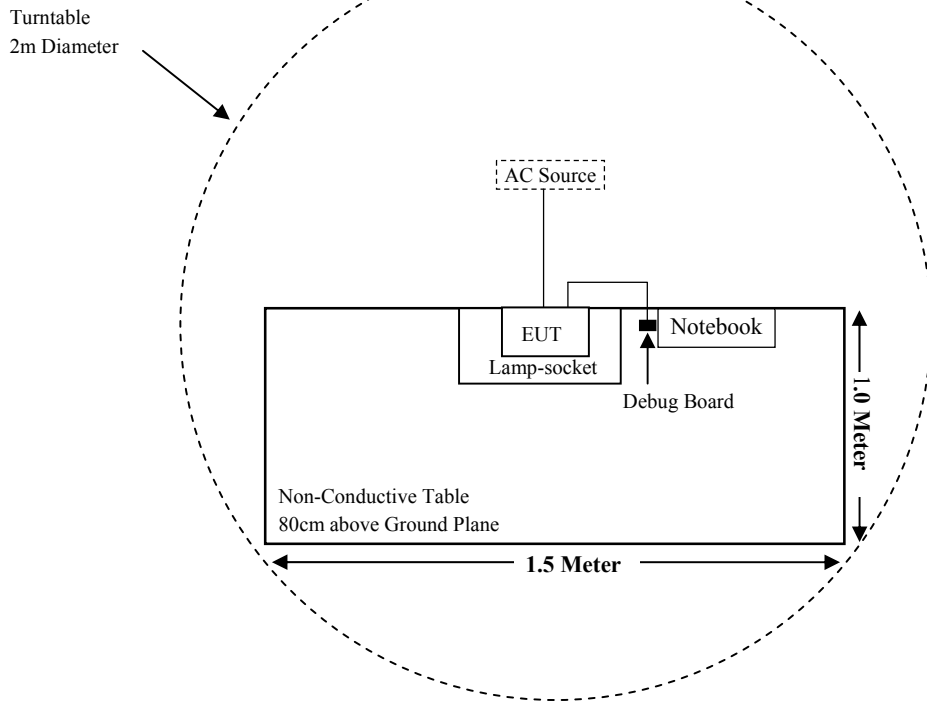 Turntable
2m Diameter
AC Source
EUT
Notebook
Lamp-socket
Debug Board
1.0 Meter
Non-Conductive Table
80cm above Ground Plane
1.5 Meter